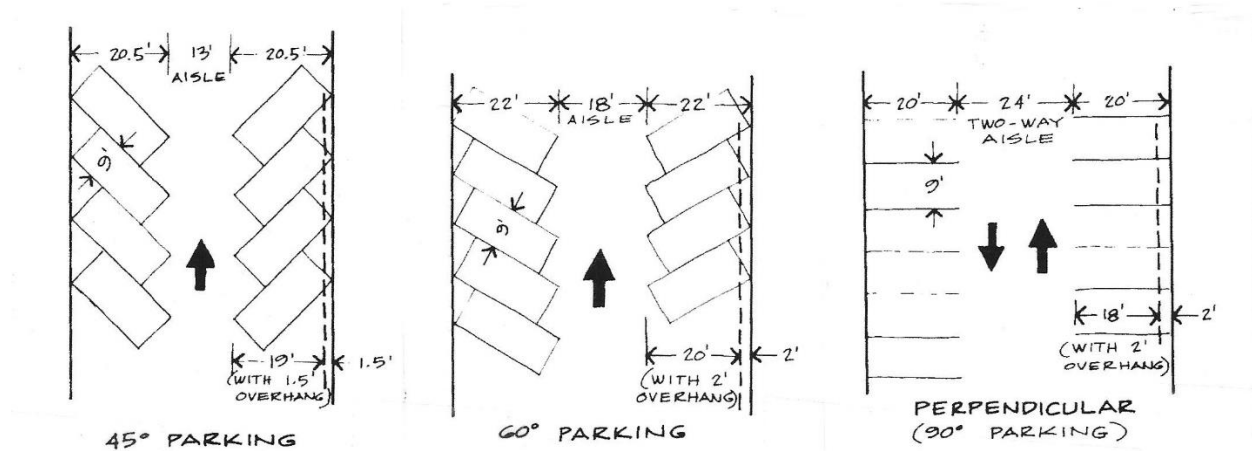 20.5' 13' 20.5'
AISLE
9'
19' 1.5'
(WITH 1.5'
OVERHANG)
45° PARKING
22' 18' 22'
AISLE
9'
20' 2'
(WITH 2'
OVERHANG)
60° PARKING
20' 24' 20'
TWO-WAY
AISLE
9'
18' 2'
(WITH 2'
OVERHANG)
PERPENDICULAR
(90° PARKING)